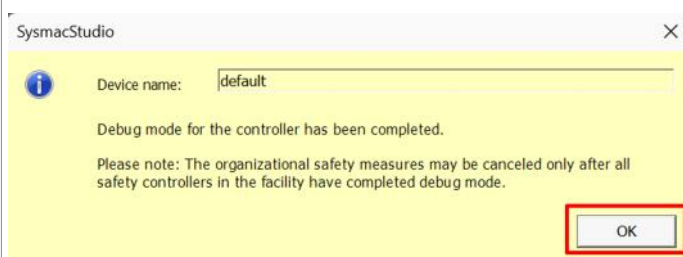 SysmacStudio
Device name: default
Debug mode for the controller has been completed.
Please note: The organizational safety measures may be canceled only after all
safety controllers in the facility have completed debug mode.
OK